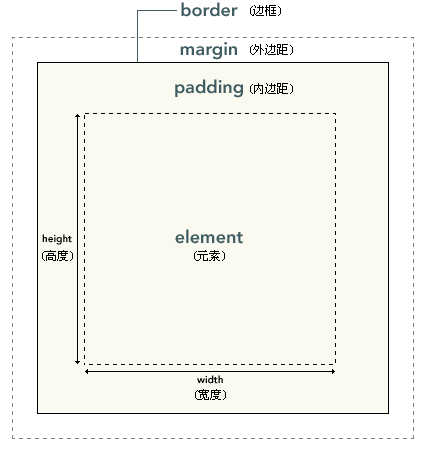 border (边框)
margin (外边距)
padding (内边距)
height
(高度)
element
(元素)
width
(宽度)